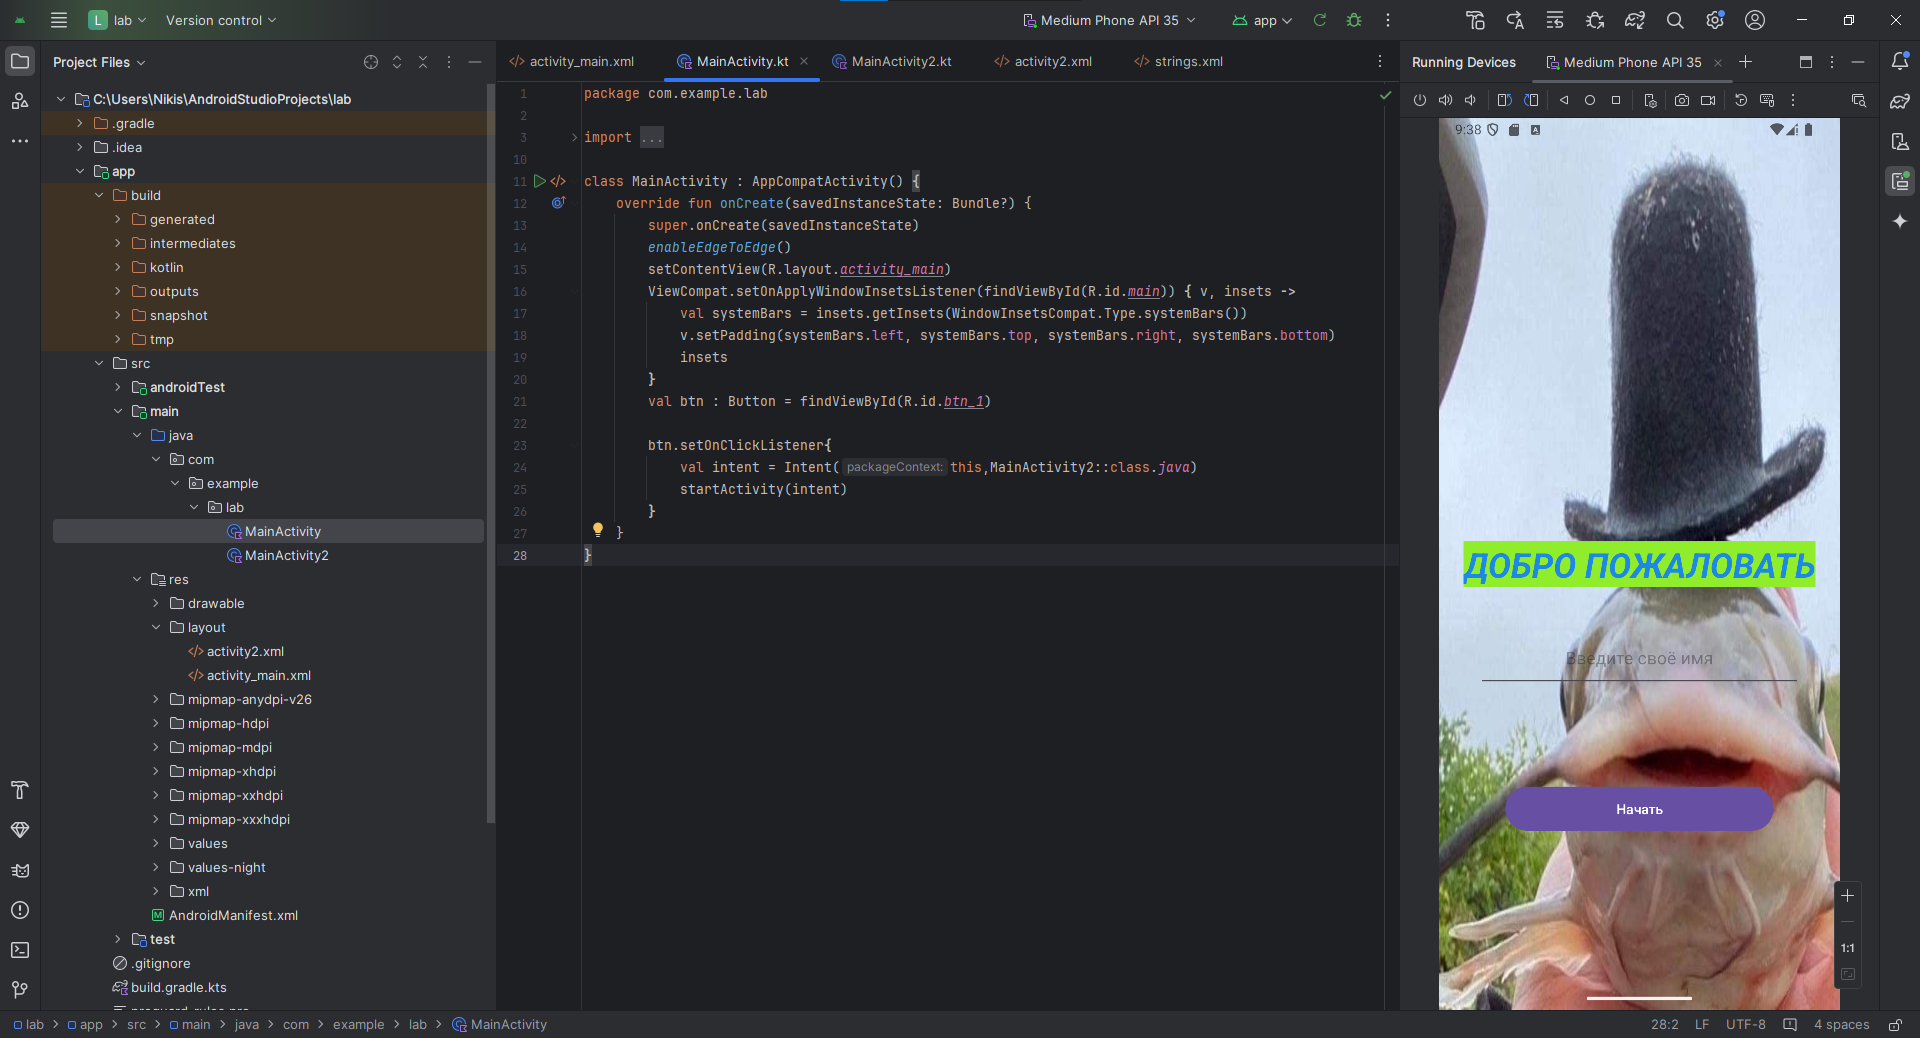 L lab
Version control
Medium Phone API 35
app
Project Files
C:\Users\Nikis\AndroidStudioProjects\lab
.gradle
.idea
app
build
generated
intermediates
kotlin
outputs
snapshot
tmp
src
androidTest
main
java
com
example
lab
MainActivity
MainActivity2
res
drawable
layout
activity2.xml
activity_main.xml
mipmap-anydpi-v26
mipmap-hdpi
mipmap-mdpi
mipmap-xhdpi
mipmap-xxhdpi
mipmap-xxxhdpi
values
values-night
xml
AndroidManifest.xml
test
.gitignore
build.gradle.kts
activity_main.xml
MainActivity.kt
MainActivity2.kt
activity2.xml
strings.xml
1 package com.example.lab
2
3 import ...
10
11 class MainActivity : AppCompatActivity() {
12 override fun onCreate(savedInstanceState: Bundle?) {
13 super.onCreate(savedInstanceState)
14 enableEdgeToEdge()
15 setContentView(R.layout.activity_main)
16 ViewCompat.setOnApplyWindowInsetsListener(findViewById(R.id.main)) { v, insets ->
17 val systemBars = insets.getInsets(WindowInsetsCompat.Type.systemBars())
18 v.setPadding(systemBars.left, systemBars.top, systemBars.right, systemBars.bottom)
19 insets
20 }
21 val btn : Button = findViewById(R.id.btn_1)
22
23 btn.setOnClickListener{
24 val intent = Intent( packageContext: this,MainActivity2::class.java)
25 startActivity(intent)
26 }
27 }
28 }
Running Devices
Medium Phone API 35
9:38
ДОБРО ПОЖАЛОВАТЬ
Введите своё имя
Начать
1:1
lab > app > src > main > java > com > example > lab > MainActivity
28:2 LF UTF-8 4 spaces